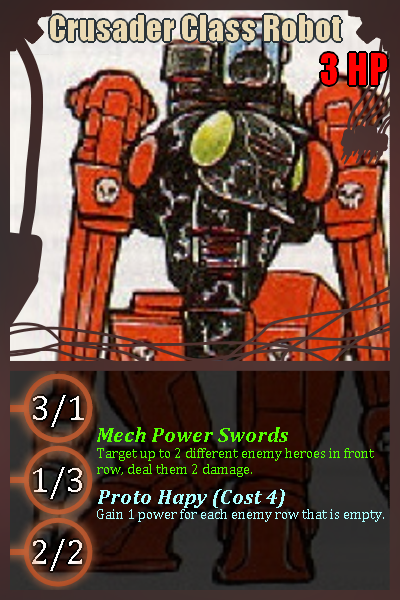 Crusader Class Robot
3 HP
3/1
Mech Power Swords
Target up to 2 different enemy heroes in front
row, deal them 2 damage.
1/3
Proto Hapy (Cost 4)
Gain 1 power for each enemy row that is empty.
2/2